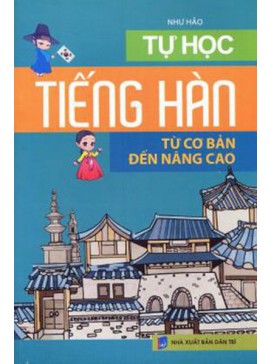 NHƯ HẢO
TỰ HỌC
TIẾNG HÀN
TỪ CƠ BẢN
ĐẾN NÂNG CAO
NHÀ XUẤT BẢN DÂN TRÍ